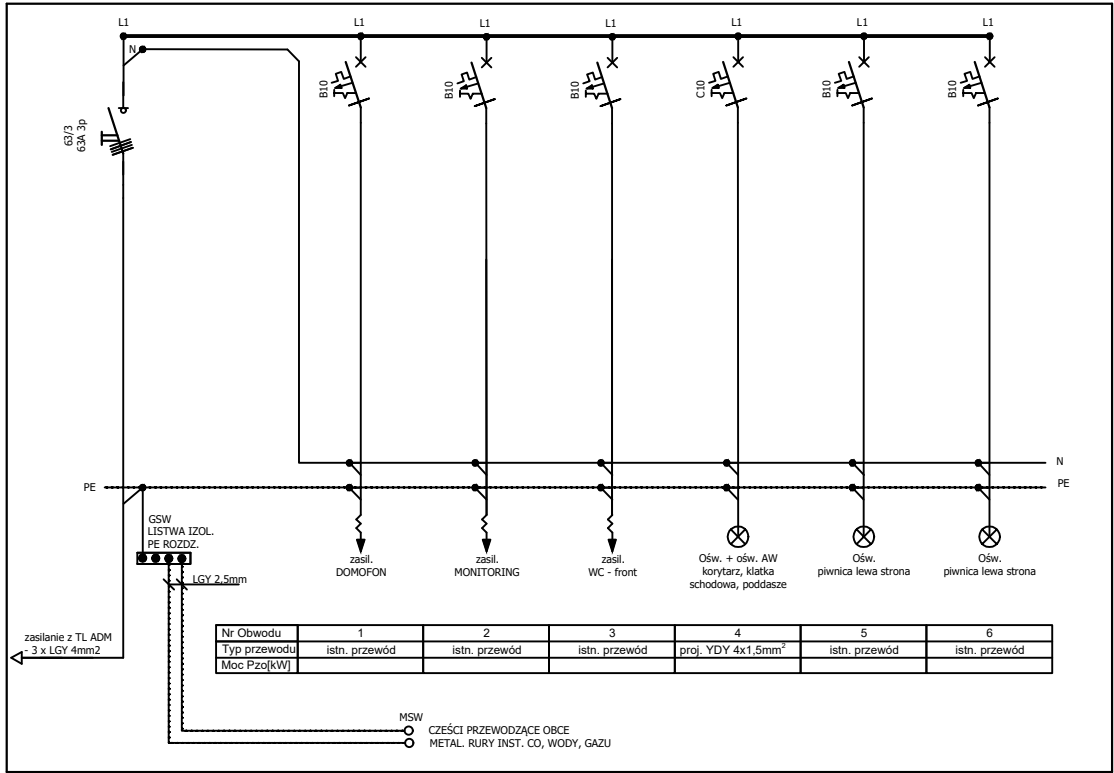 L1
L1
L1
L1
L1
L1
L1
N
63/3
63A 3p
B10
B10
B10
C10
B10
B10
N
PE
PE
GSW
LISTWA IZOL.
PE ROZDZ.
LGY 2,5mm
zasil.
DOMOFON
zasil.
MONITORING
zasil.
WC - front
Ośw. + ośw. AW
korytarz, klatka
schodowa, poddasze
Ośw.
piwnica lewa strona
Ośw.
piwnica lewa strona
zasilanie z TL ADM
- 3 x LGY 4mm2
Nr Obwodu 1 2 3 4 5 6
Typ przewodu istn. przewód istn. przewód istn. przewód proj. YDY 4x1,5mm² istn. przewód istn. przewód
Moc Pzo[kW]
MSW
CZEŚCI PRZEWODZĄCE OBCE
METAL. RURY INST. CO, WODY, GAZU